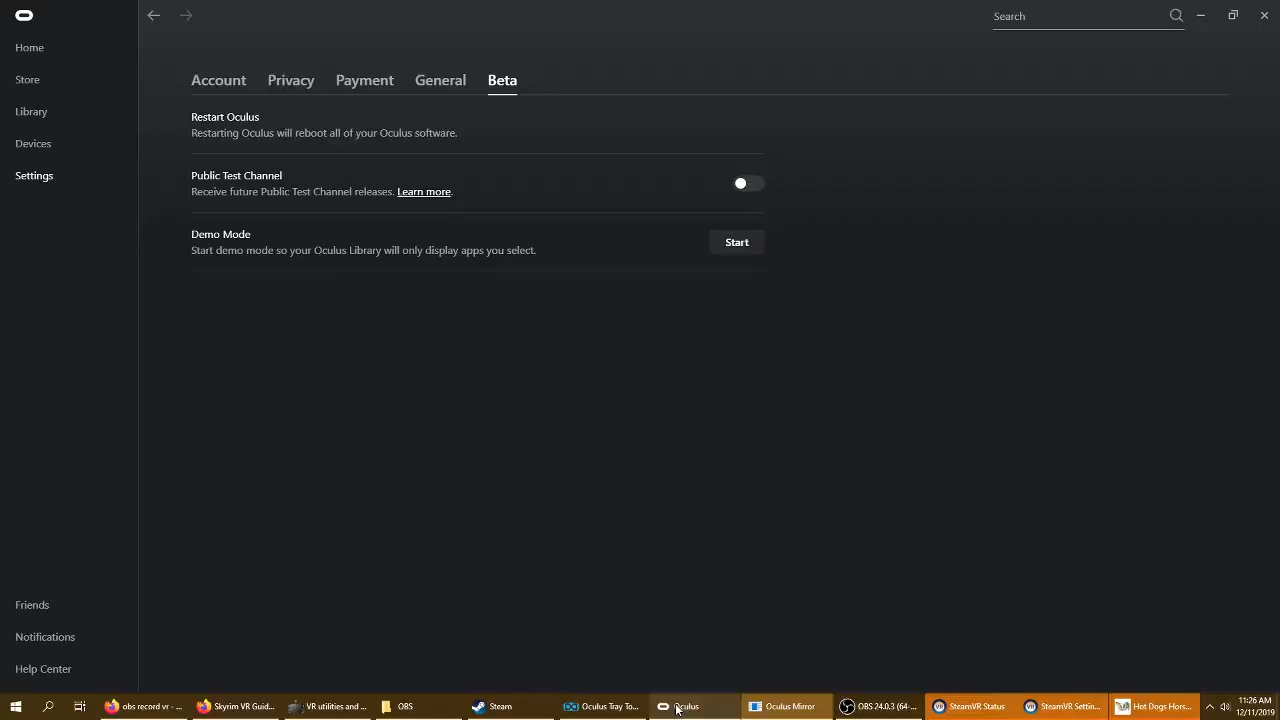 Search
Home
Store
Library
Devices
Settings
Account Privacy Payment General Beta
Restart Oculus
Restarting Oculus will reboot all of your Oculus software.
Public Test Channel
Receive future Public Test Channel releases. Learn more.
Demo Mode
Start demo mode so your Oculus Library will only display apps you select.
Start
Friends
Notifications
Help Center
obs record vr - ...
Skyrim VR Guid...
VR utilities and ...
OBS
Steam
Oculus Tray To...
Oculus
Oculus Mirror
OBS 24.0.3 (64-...
SteamVR Status
SteamVR Settin...
Hot Dogs Hors...
11:26 AM
12/11/2019